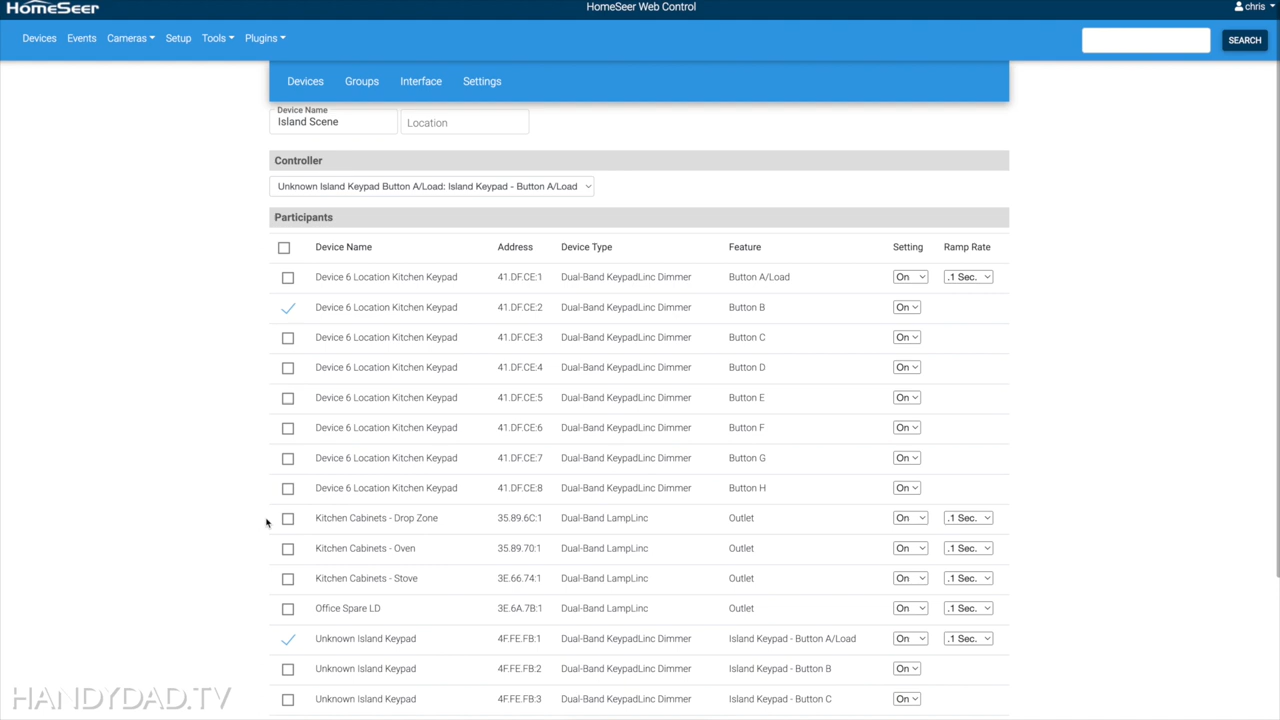 HomeSeer
HomeSeer Web Control
chris
Devices Events Cameras Setup Tools Plugins
SEARCH
Devices Groups Interface Settings
Device Name
Island Scene
Location
Controller
Unknown Island Keypad Button A/Load: Island Keypad - Button A/Load
Participants
Device Name Address Device Type Feature Setting Ramp Rate
Device 6 Location Kitchen Keypad 41.DF.CE:1 Dual-Band KeypadLinc Dimmer Button A/Load On .1 Sec.
Device 6 Location Kitchen Keypad 41.DF.CE:2 Dual-Band KeypadLinc Dimmer Button B On
Device 6 Location Kitchen Keypad 41.DF.CE:3 Dual-Band KeypadLinc Dimmer Button C On
Device 6 Location Kitchen Keypad 41.DF.CE:4 Dual-Band KeypadLinc Dimmer Button D On
Device 6 Location Kitchen Keypad 41.DF.CE:5 Dual-Band KeypadLinc Dimmer Button E On
Device 6 Location Kitchen Keypad 41.DF.CE:6 Dual-Band KeypadLinc Dimmer Button F On
Device 6 Location Kitchen Keypad 41.DF.CE:7 Dual-Band KeypadLinc Dimmer Button G On
Device 6 Location Kitchen Keypad 41.DF.CE:8 Dual-Band KeypadLinc Dimmer Button H On
Kitchen Cabinets - Drop Zone 35.89.6C:1 Dual-Band LampLinc Outlet On .1 Sec.
Kitchen Cabinets - Oven 35.89.70:1 Dual-Band LampLinc Outlet On .1 Sec.
Kitchen Cabinets - Stove 3E.66.74:1 Dual-Band LampLinc Outlet On .1 Sec.
Office Spare LD 3E.6A.7B:1 Dual-Band LampLinc Outlet On .1 Sec.
Unknown Island Keypad 4F.FE.FB:1 Dual-Band KeypadLinc Dimmer Island Keypad - Button A/Load On .1 Sec.
Unknown Island Keypad 4F.FE.FB:2 Dual-Band KeypadLinc Dimmer Island Keypad - Button B On
Unknown Island Keypad 4F.FE.FB:3 Dual-Band KeypadLinc Dimmer Island Keypad - Button C On
HANDYDAD.TV